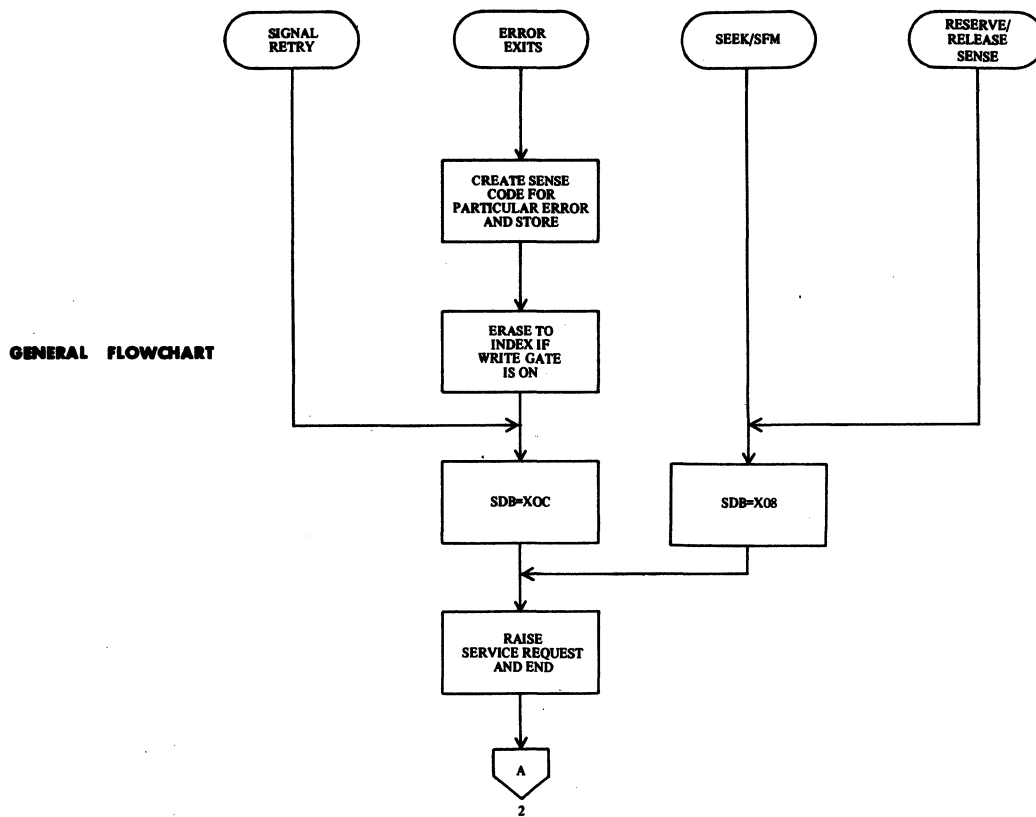 SIGNAL
RETRY
ERROR
EXITS
SEEK/SFM
RESERVE/
RELEASE
SENSE
CREATE SENSE
CODE FOR
PARTICULAR ERROR
AND STORE
ERASE TO
INDEX IF
WRITE GATE
IS ON
GENERAL FLOWCHART
SDB=XOC
SDB=X08
RAISE
SERVICE REQUEST
AND END
A
2